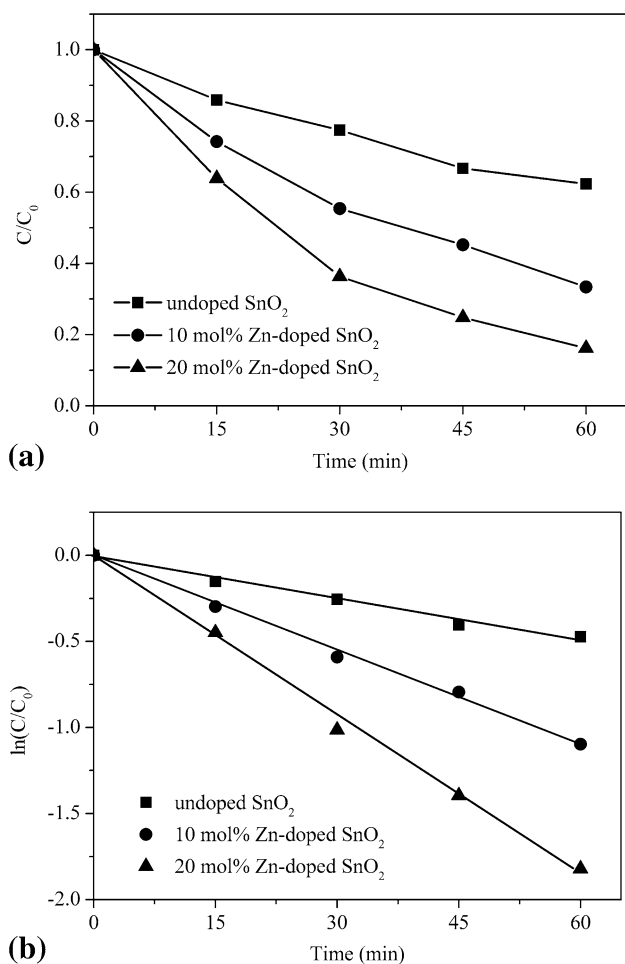 1.0
0.8
0.6
0.4
0.2
0.0
C/C₀
undoped SnO₂
10 mol% Zn-doped SnO₂
20 mol% Zn-doped SnO₂
0 15 30 45 60
Time (min)
(a)
0.0
-0.5
-1.0
-1.5
-2.0
ln(C/C₀)
undoped SnO₂
10 mol% Zn-doped SnO₂
20 mol% Zn-doped SnO₂
0 15 30 45 60
Time (min)
(b)